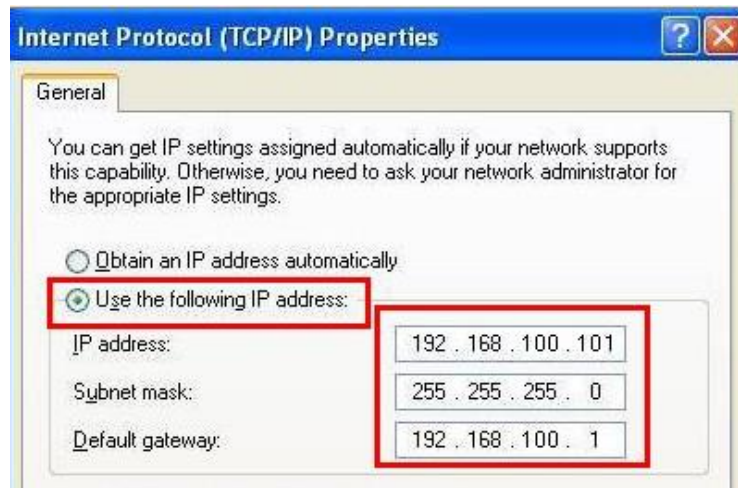 Internet Protocol (TCP/IP) Properties
General
You can get IP settings assigned automatically if your network supports
this capability. Otherwise, you need to ask your network administrator for
the appropriate IP settings.
Obtain an IP address automatically
Use the following IP address:
IP address: 192 . 168 . 100 . 101
Subnet mask: 255 . 255 . 255 . 0
Default gateway: 192 . 168 . 100 . 1